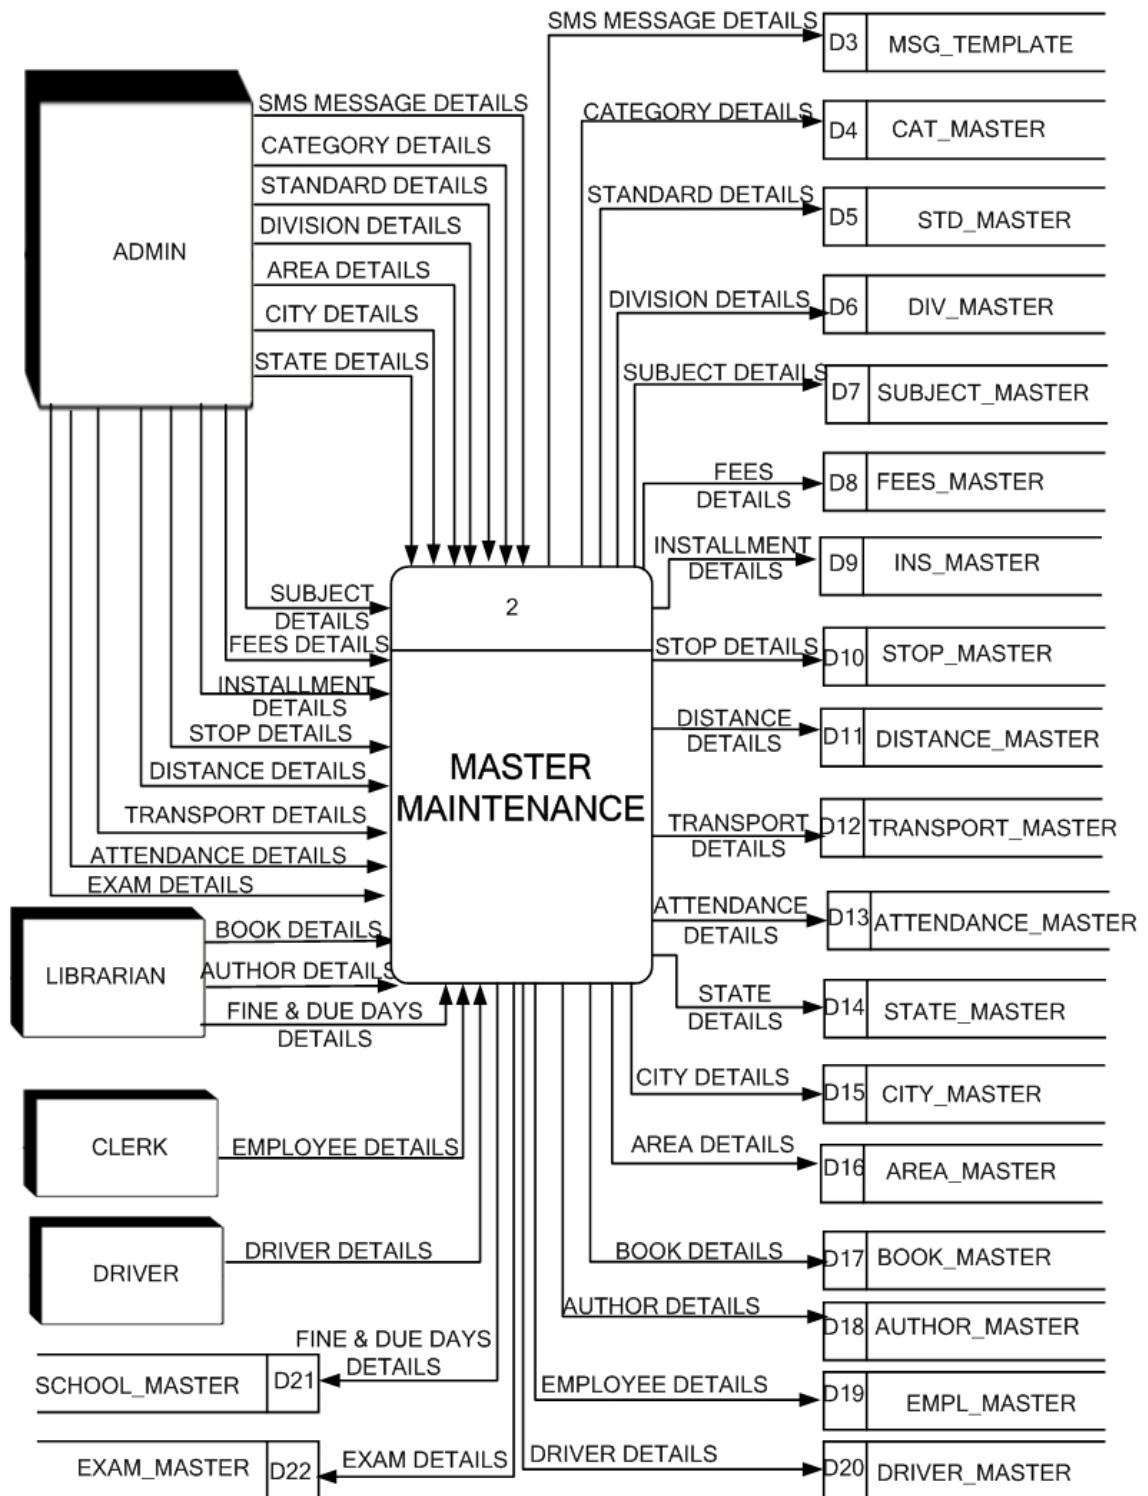 SMS MESSAGE DETAILS
D3 MSG_TEMPLATE
SMS MESSAGE DETAILS
CATEGORY DETAILS
STANDARD DETAILS
DIVISION DETAILS
AREA DETAILS
CITY DETAILS
STATE DETAILS
ADMIN
CATEGORY DETAILS
D4 CAT_MASTER
STANDARD DETAILS
D5 STD_MASTER
DIVISION DETAILS
D6 DIV_MASTER
SUBJECT DETAILS
D7 SUBJECT_MASTER
FEES
DETAILS
D8 FEES_MASTER
INSTALLMENT
DETAILS
D9 INS_MASTER
2
MASTER
MAINTENANCE
SUBJECT
DETAILS
FEES DETAILS
INSTALLMENT
DETAILS
STOP DETAILS
DISTANCE DETAILS
TRANSPORT DETAILS
ATTENDANCE DETAILS
EXAM DETAILS
STOP DETAILS
D10 STOP_MASTER
DISTANCE
DETAILS
D11 DISTANCE_MASTER
TRANSPORT
DETAILS
D12 TRANSPORT_MASTER
ATTENDANCE
DETAILS
D13 ATTENDANCE_MASTER
STATE
DETAILS
D14 STATE_MASTER
LIBRARIAN
BOOK DETAILS
AUTHOR DETAILS
FINE & DUE DAYS
DETAILS
CITY DETAILS
D15 CITY_MASTER
CLERK
EMPLOYEE DETAILS
AREA DETAILS
D16 AREA_MASTER
DRIVER
DRIVER DETAILS
BOOK DETAILS
D17 BOOK_MASTER
AUTHOR DETAILS
D18 AUTHOR_MASTER
FINE & DUE DAYS
DETAILS
SCHOOL_MASTER D21
EMPLOYEE DETAILS
D19 EMPL_MASTER
EXAM_MASTER D22
EXAM DETAILS
DRIVER DETAILS
D20 DRIVER_MASTER